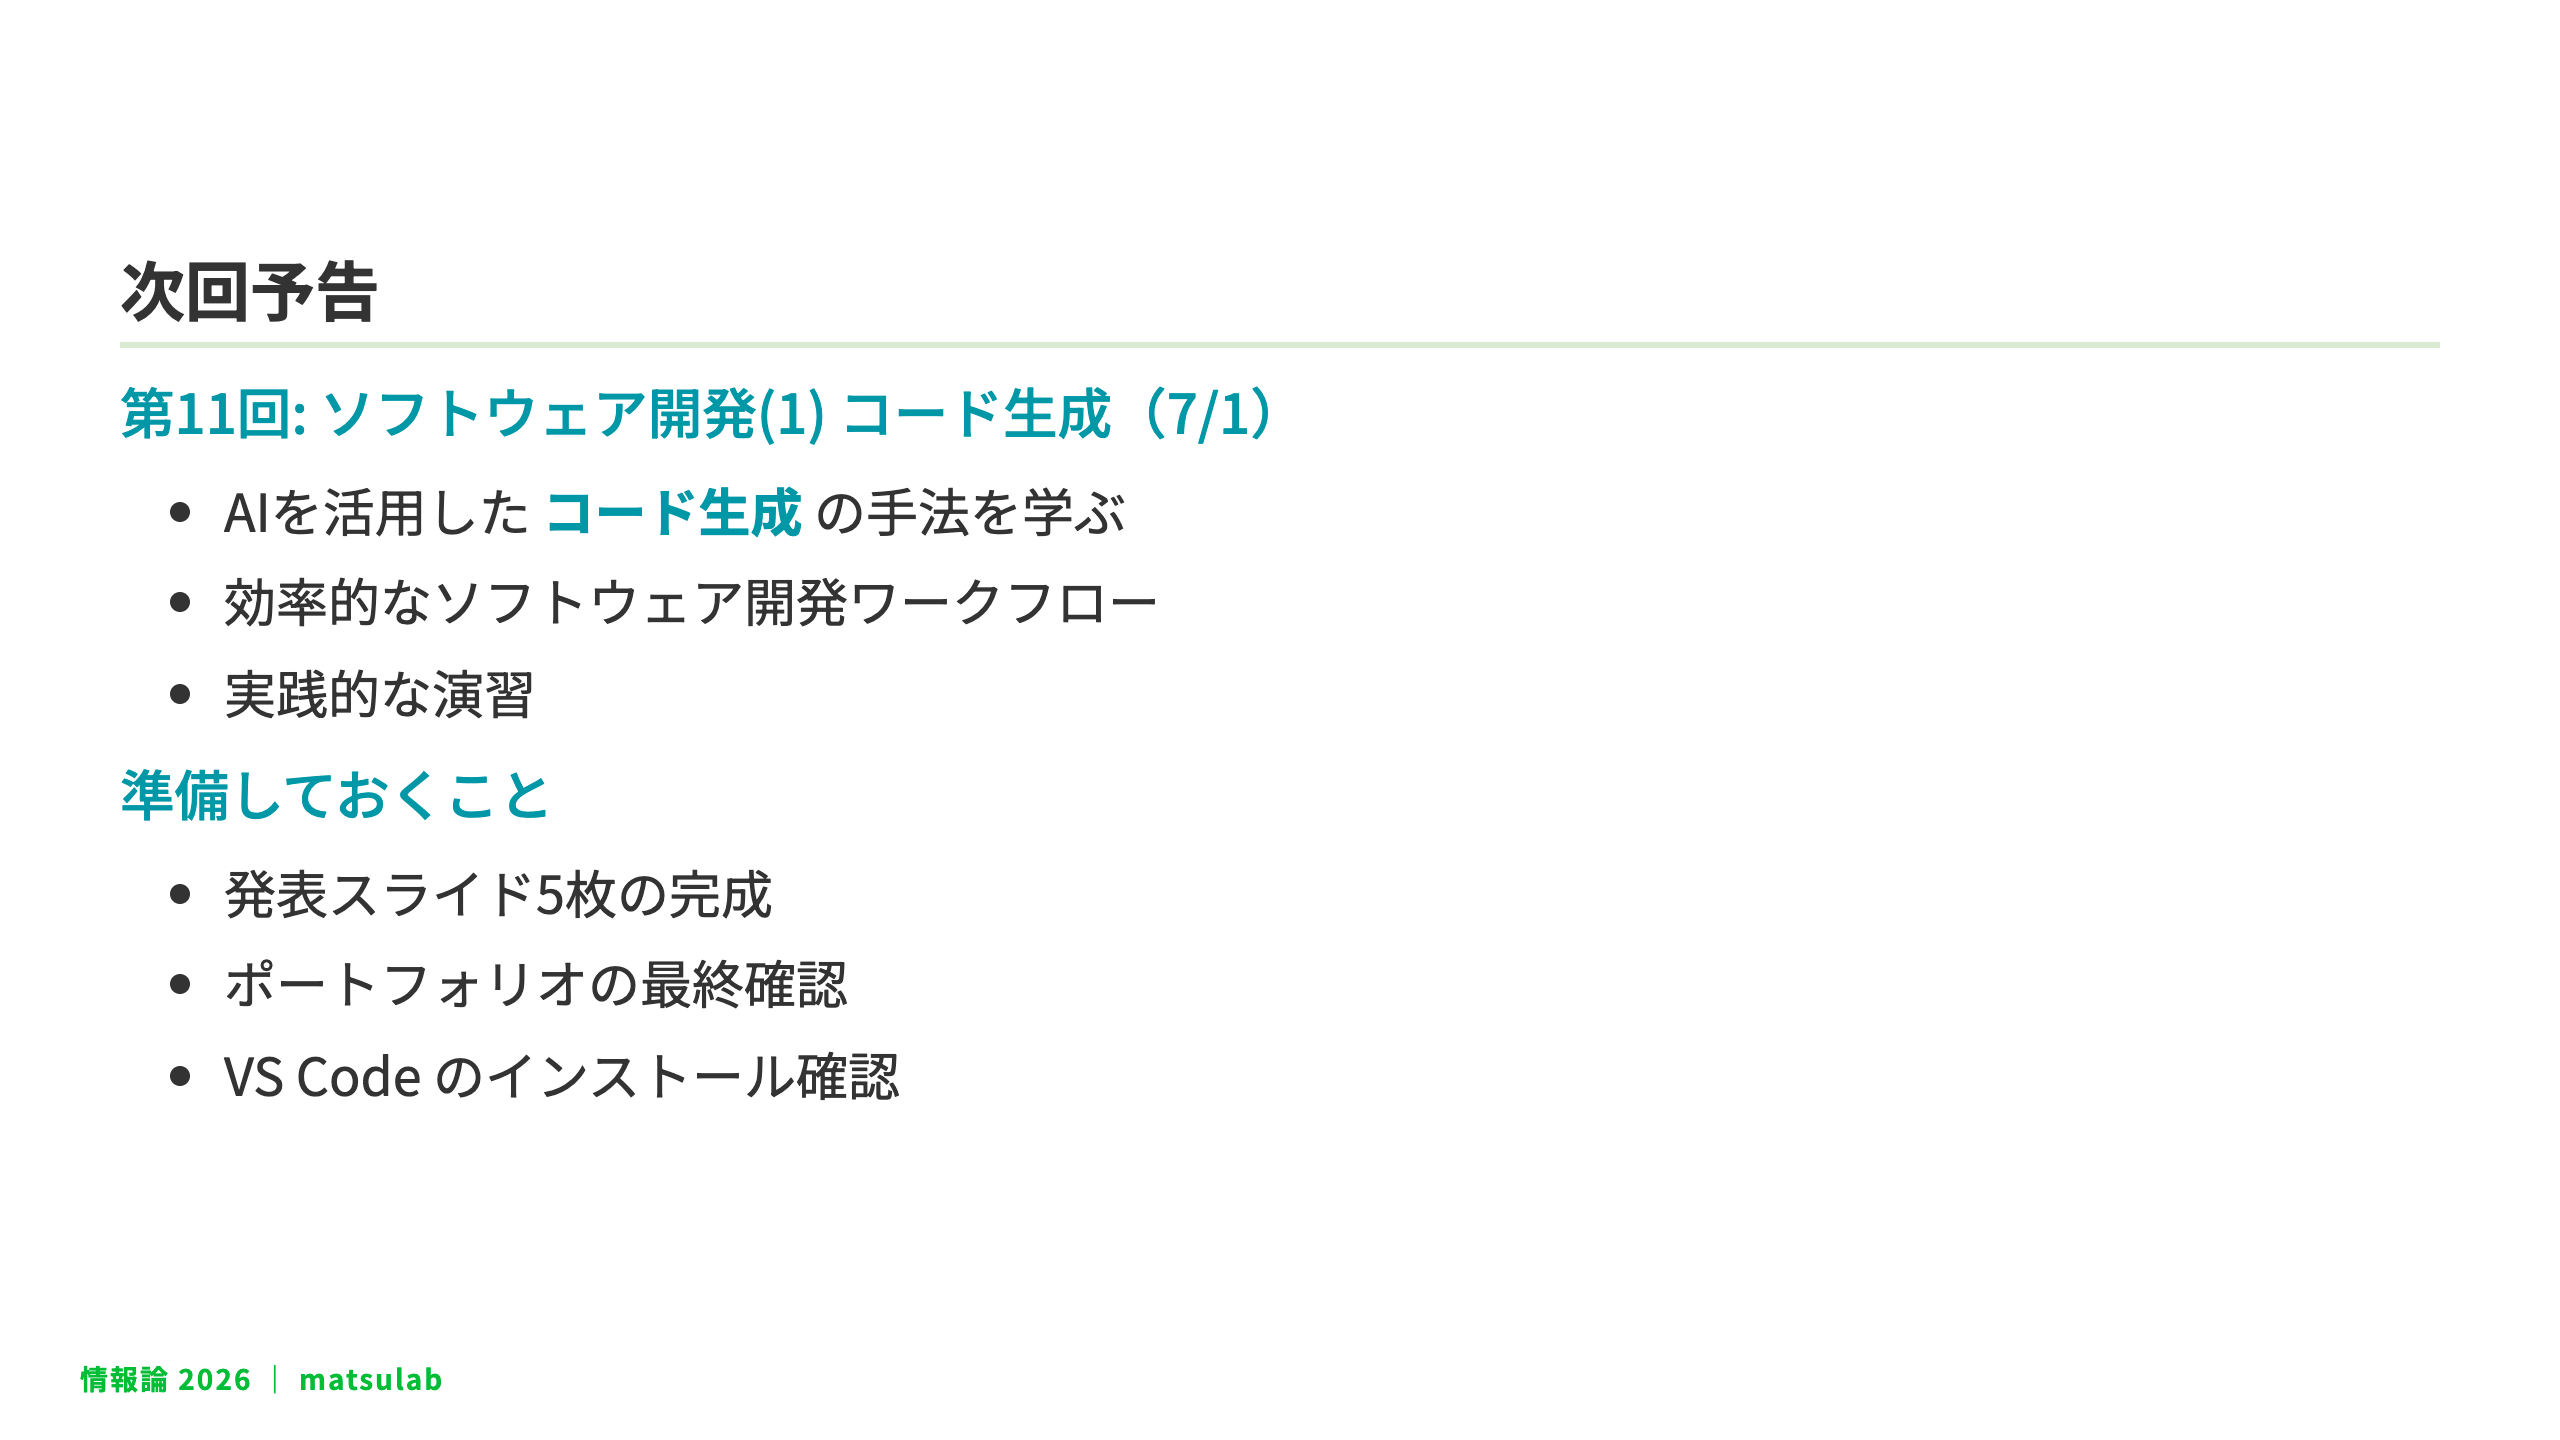 次回予告
第11回: ソフトウェア開発(1) コード生成（7/1）
• AIを活用した コード生成 の手法を学ぶ
• 効率的なソフトウェア開発ワークフロー
• 実践的な演習
準備しておくこと
• 発表スライド5枚の完成
• ポートフォリオの最終確認
• VS Code のインストール確認
情報論 2026 ｜ matsulab